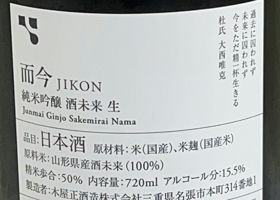 過去に囚われず
未来に囚われず
今をただ精一杯生きる
杜氏 大西唯克
而今 JIKON
純米吟醸 酒未来 生
Junmai Ginjo Sakemirai Nama
品目:日本酒 原材料:米(国産)、米麹(国産米)
原料米:山形県産酒未来(100%)
精米歩合:50% 内容量:720ml アルコール分:15.5%
製造者:木屋正酒造株式会社三重県名張市本町314番地1